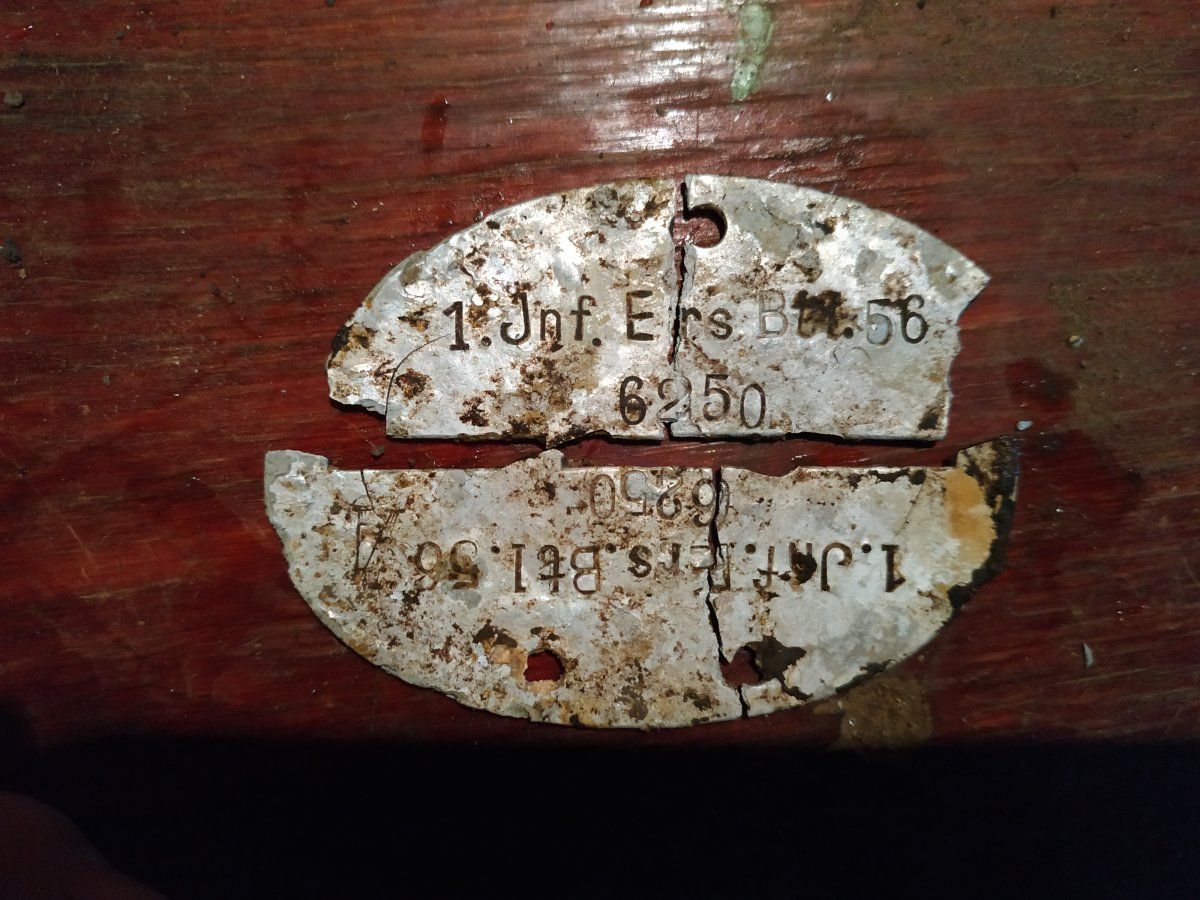 1. Jnf. Ers. Btl. 56
6250
6250
1. Jnf. Ers. Btl. 56 A